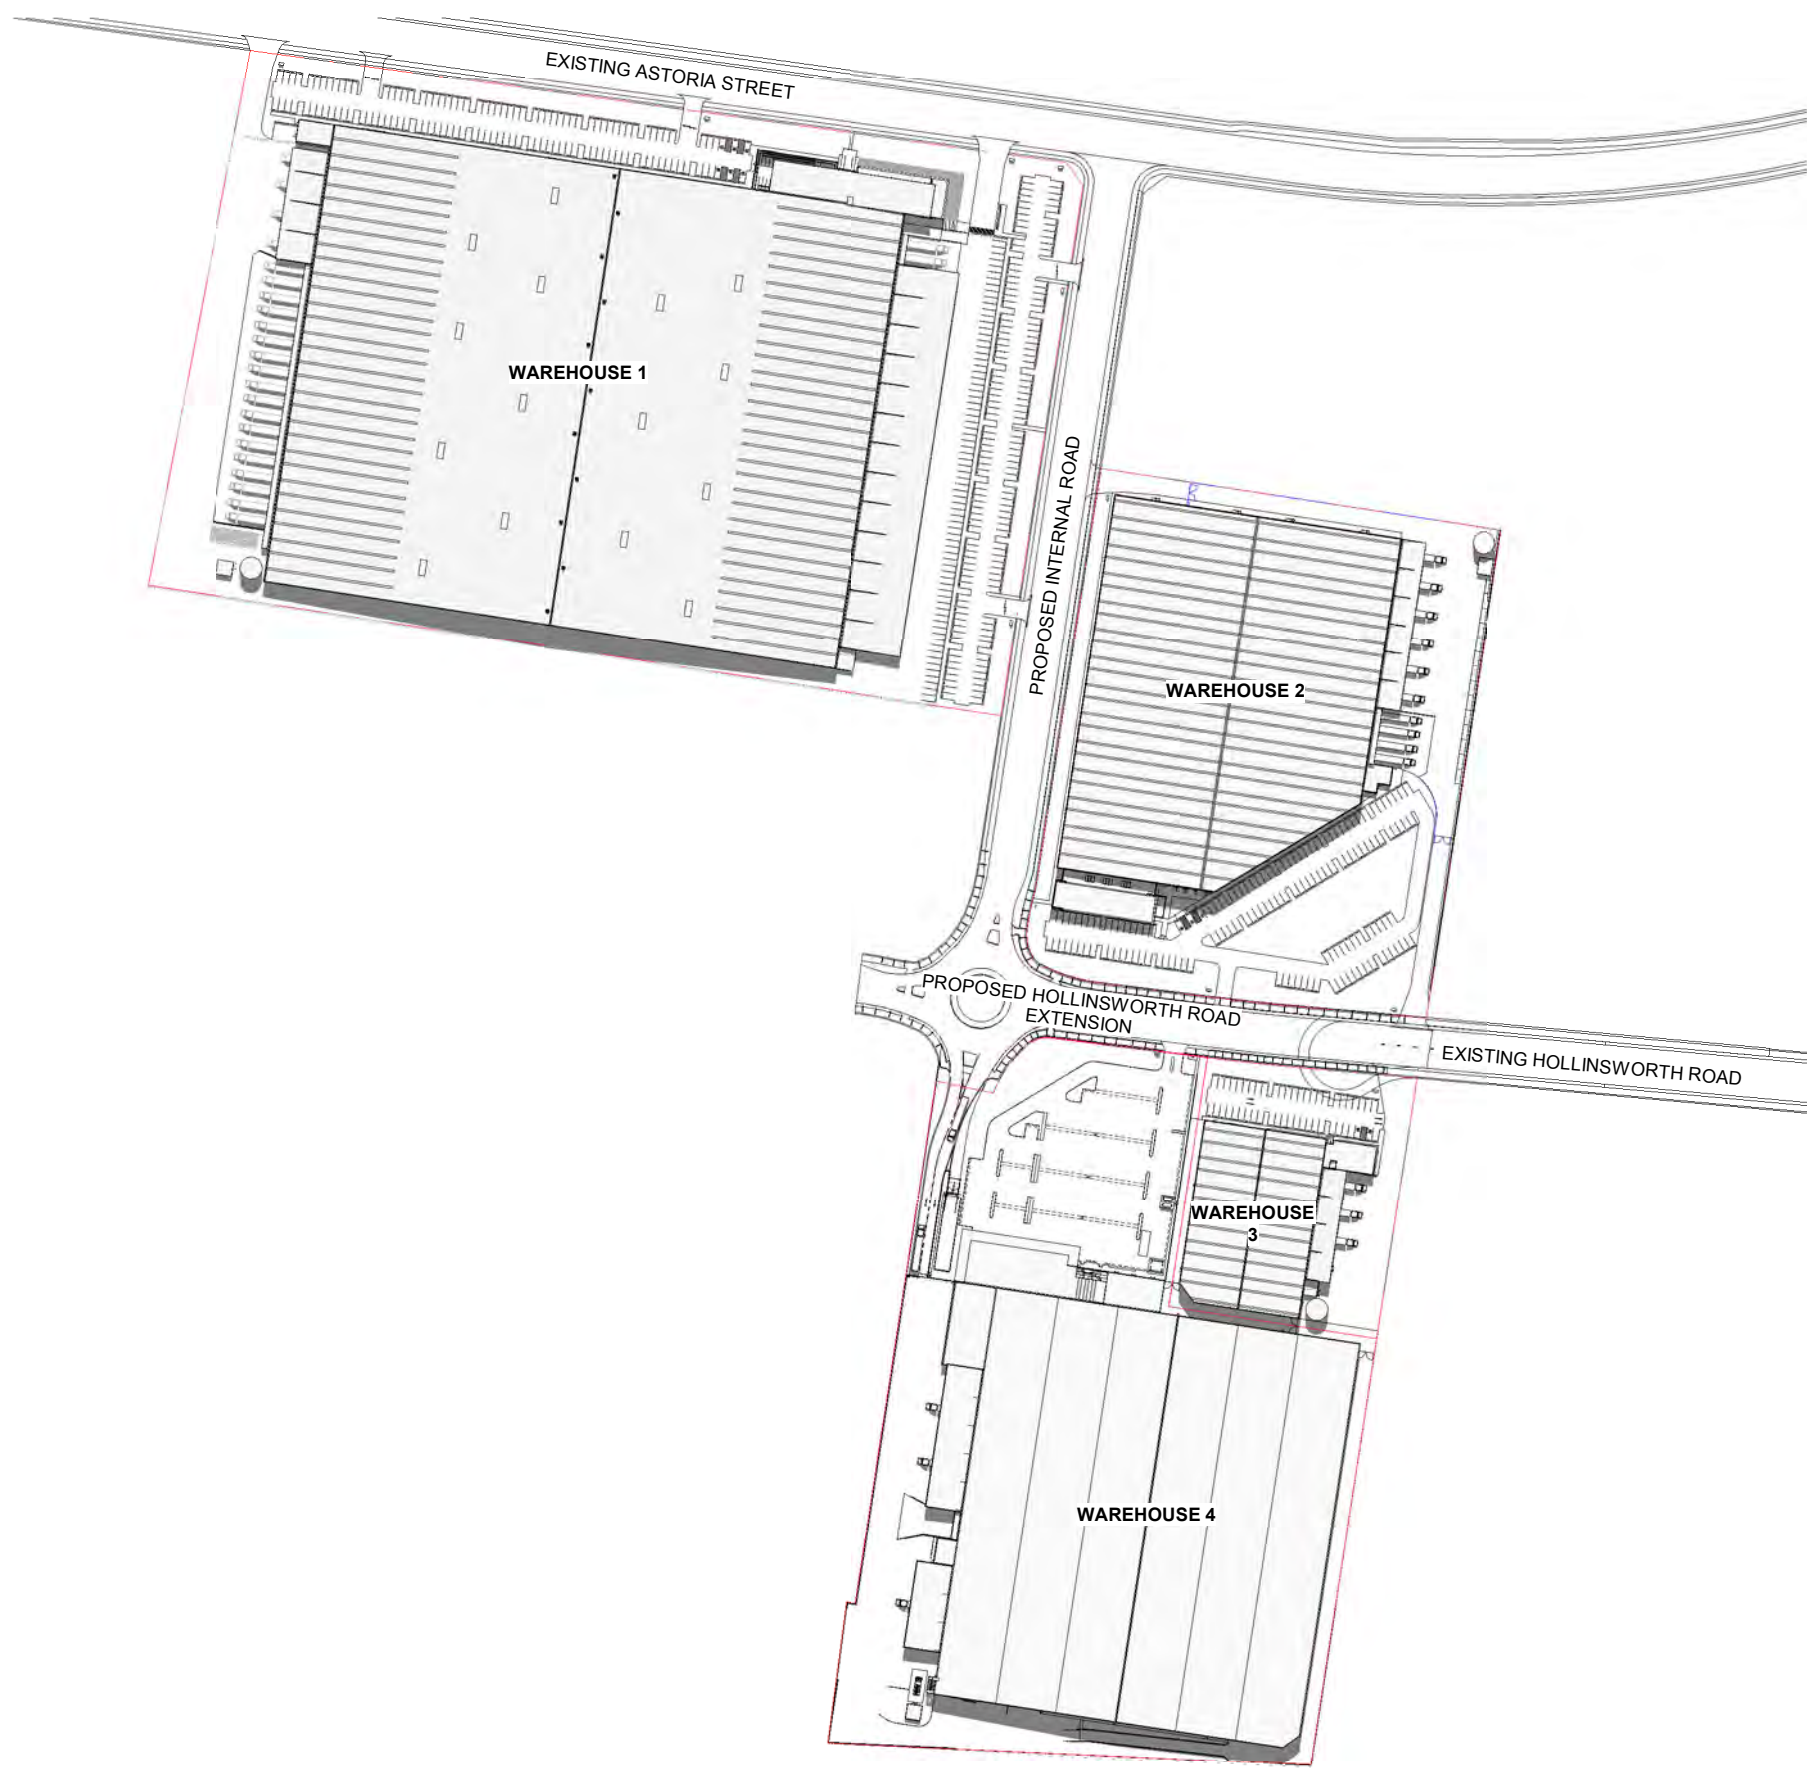 EXISTING ASTORIA STREET
WAREHOUSE 1
PROPOSED INTERNAL ROAD
WAREHOUSE 2
PROPOSED HOLLINSWORTH ROAD
EXTENSION
EXISTING HOLLINSWORTH ROAD
WAREHOUSE
3
WAREHOUSE 4